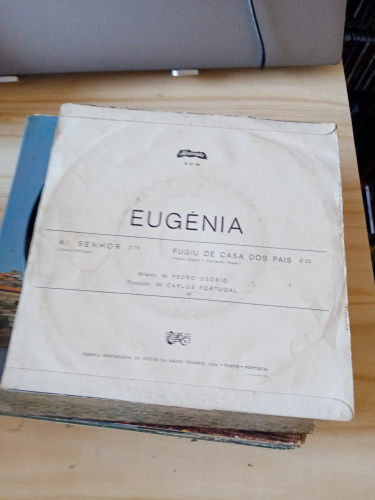 EUGÉNIA
AI SENHOR
FUGIU DE CASA DOS PAIS
Arranjo de PEDRO OSÓRIO
Produção de CARLOS PORTUGAL
FÁBRICA PORTUGUESA DE DISCOS DA RÁDIO TRIUNFO, LDA. • PORTO • PORTUGAL